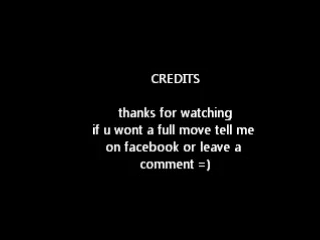 CREDITS
thanks for watching
if u wont a full move tell me
on facebook or leave a
comment =)